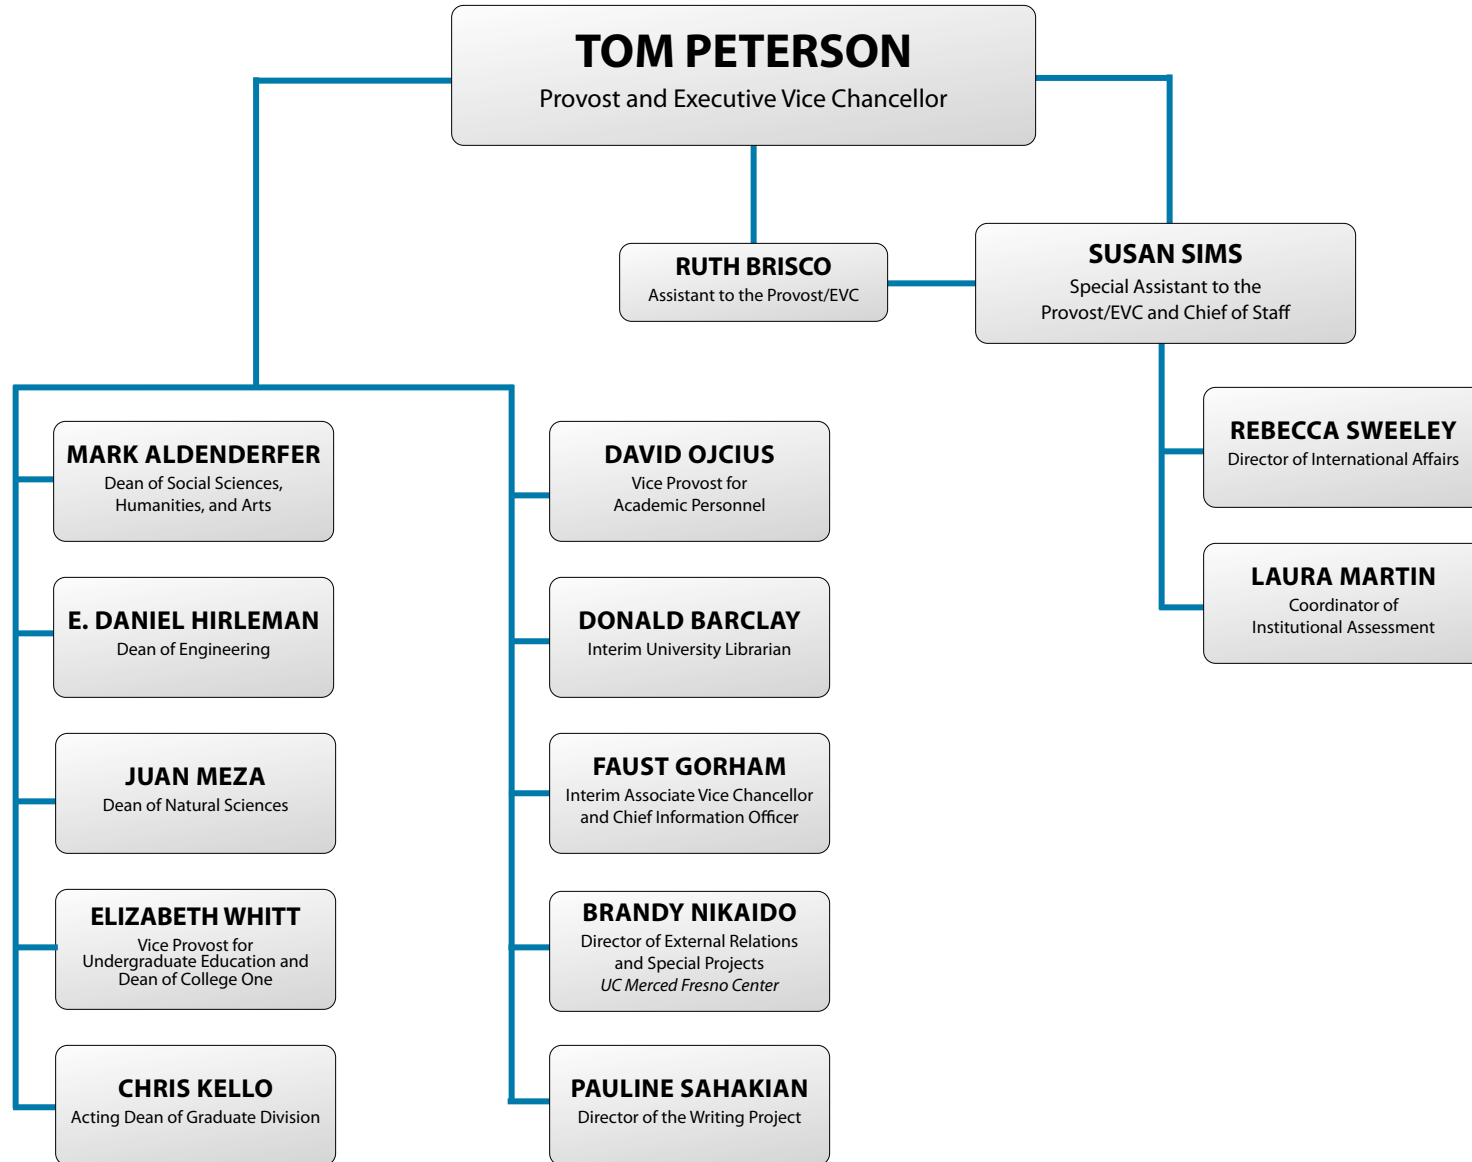 TOM PETERSON
Provost and Executive Vice Chancellor
RUTH BRISCO
Assistant to the Provost/EVC
SUSAN SIMS
Special Assistant to the
Provost/EVC and Chief of Staff
REBECCA SWEELEY
Director of International Affairs
LAURA MARTIN
Coordinator of
Institutional Assessment
MARK ALDENDERFER
Dean of Social Sciences,
Humanities, and Arts
E. DANIEL HIRLEMAN
Dean of Engineering
JUAN MEZA
Dean of Natural Sciences
ELIZABETH WHITT
Vice Provost for
Undergraduate Education and
Dean of College One
CHRIS KELLO
Acting Dean of Graduate Division
DAVID OJCIUS
Vice Provost for
Academic Personnel
DONALD BARCLAY
Interim University Librarian
FAUST GORHAM
Interim Associate Vice Chancellor
and Chief Information Officer
BRANDY NIKAIDO
Director of External Relations
and Special Projects
UC Merced Fresno Center
PAULINE SAHAKIAN
Director of the Writing Project